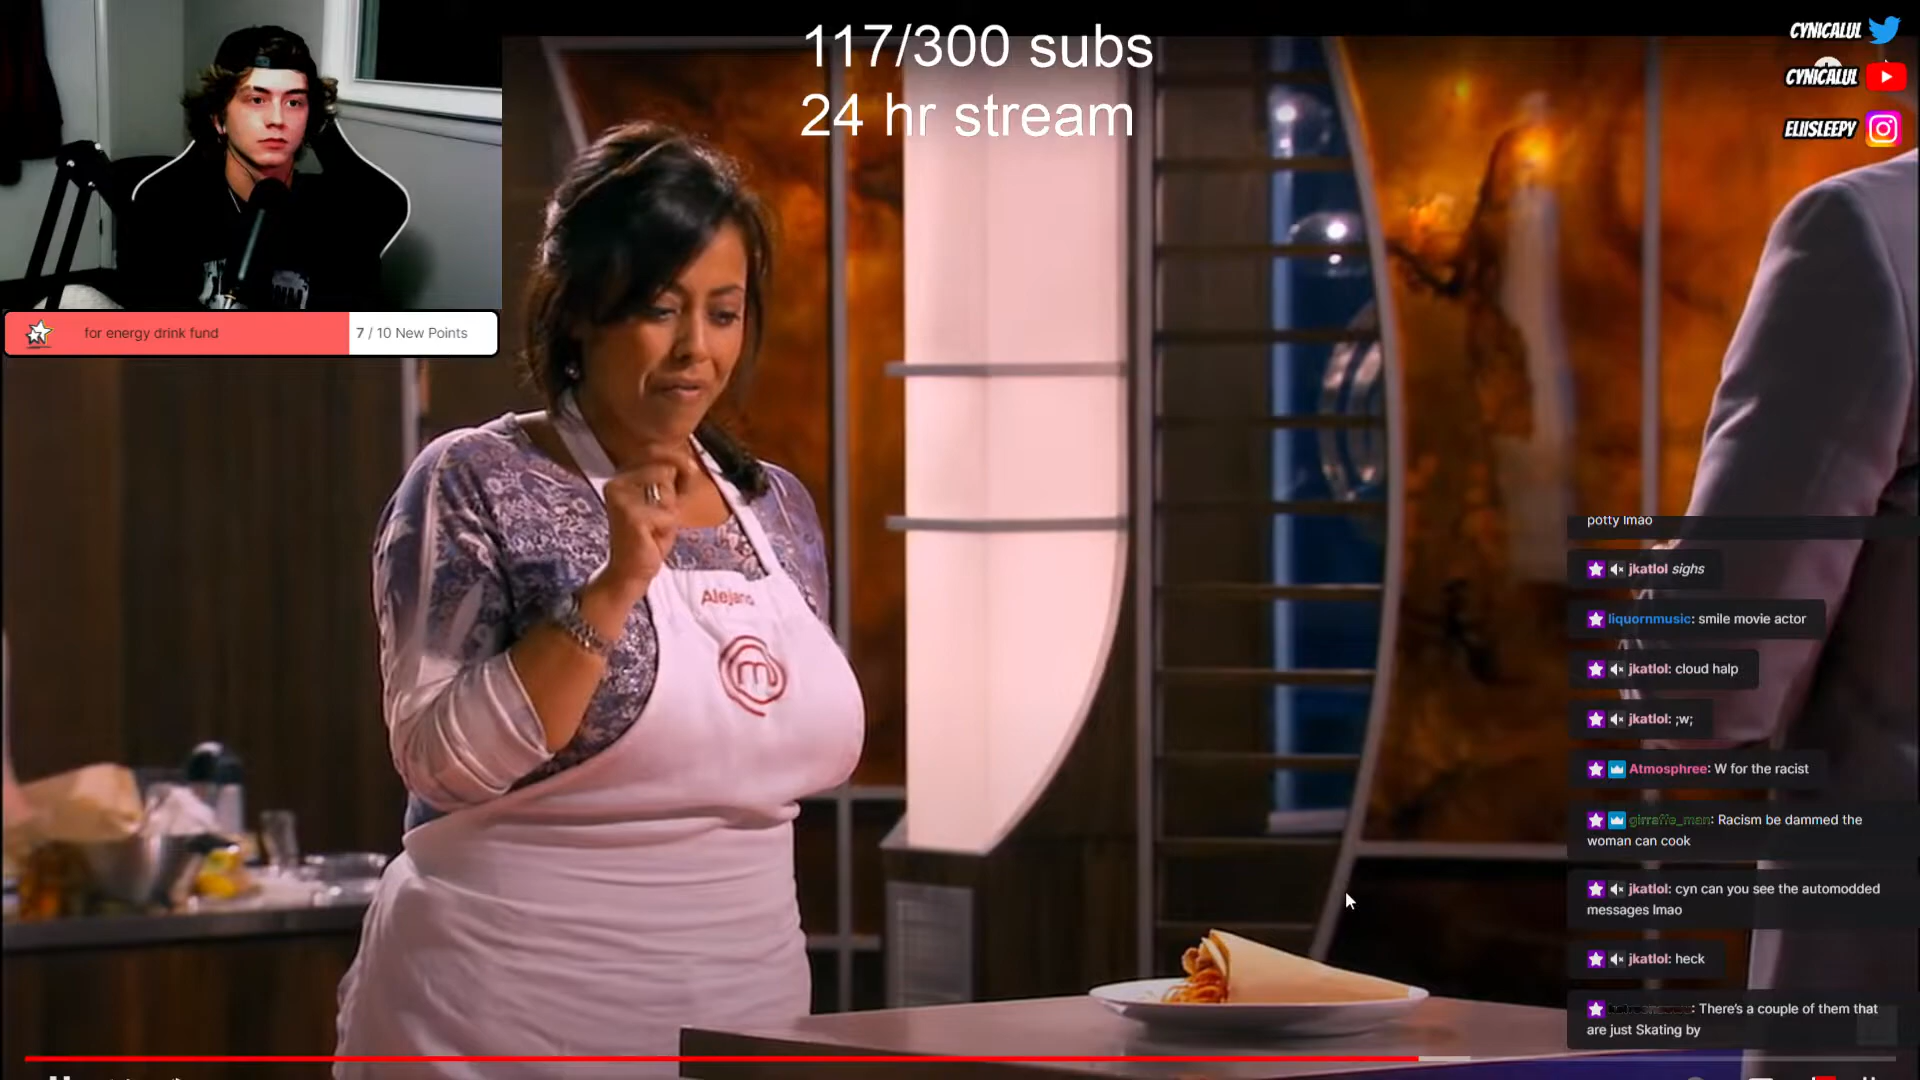 117/300 subs
24 hr stream
CYNICALUL
CYNICALUL
ELIISLEEPY
for energy drink fund
7 / 10 New Points
potty lmao
jkatlol sighs
liquornmusic: smile movie actor
jkatlol: cloud halp
jkatlol: ;w;
Atmosphree: W for the racist
girraffe_man: Racism be dammed the
woman can cook
jkatlol: cyn can you see the automodded
messages lmao
jkatlol: heck
: There's a couple of them that
are just Skating by
Alejand
m